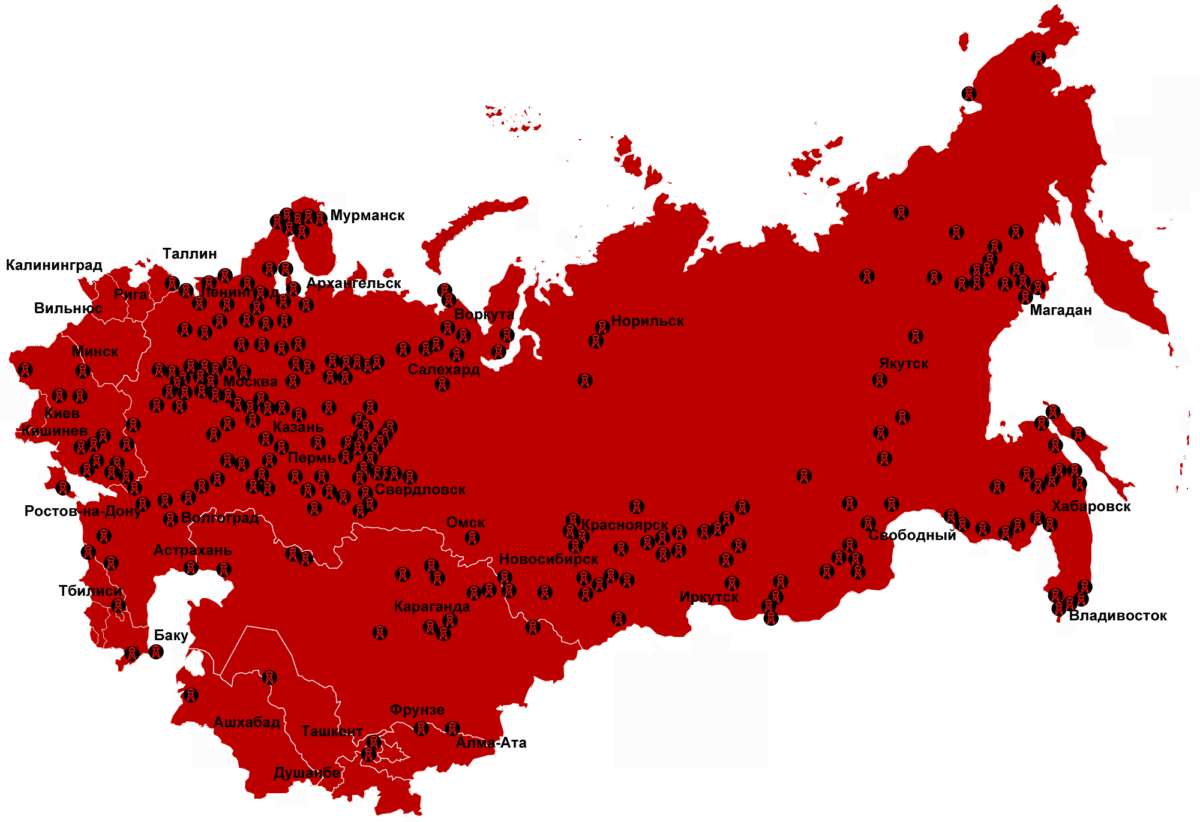 Мурманск
Таллин
Калининград
Архангельск
Рига
Ленинград
Вильнюс
Воркута
Норильск
Магадан
Минск
Салехард
Якутск
Москва
Киев
Казань
Кишинев
Пермь
Свердловск
Хабаровск
Ростов-на-Дону
Волгоград
Омск
Красноярск
Свободный
Астрахань
Новосибирск
Тбилиси
Караганда
Иркутск
Владивосток
Баку
Фрунзе
Ашхабад
Ташкент
Алма-Ата
Душанбе